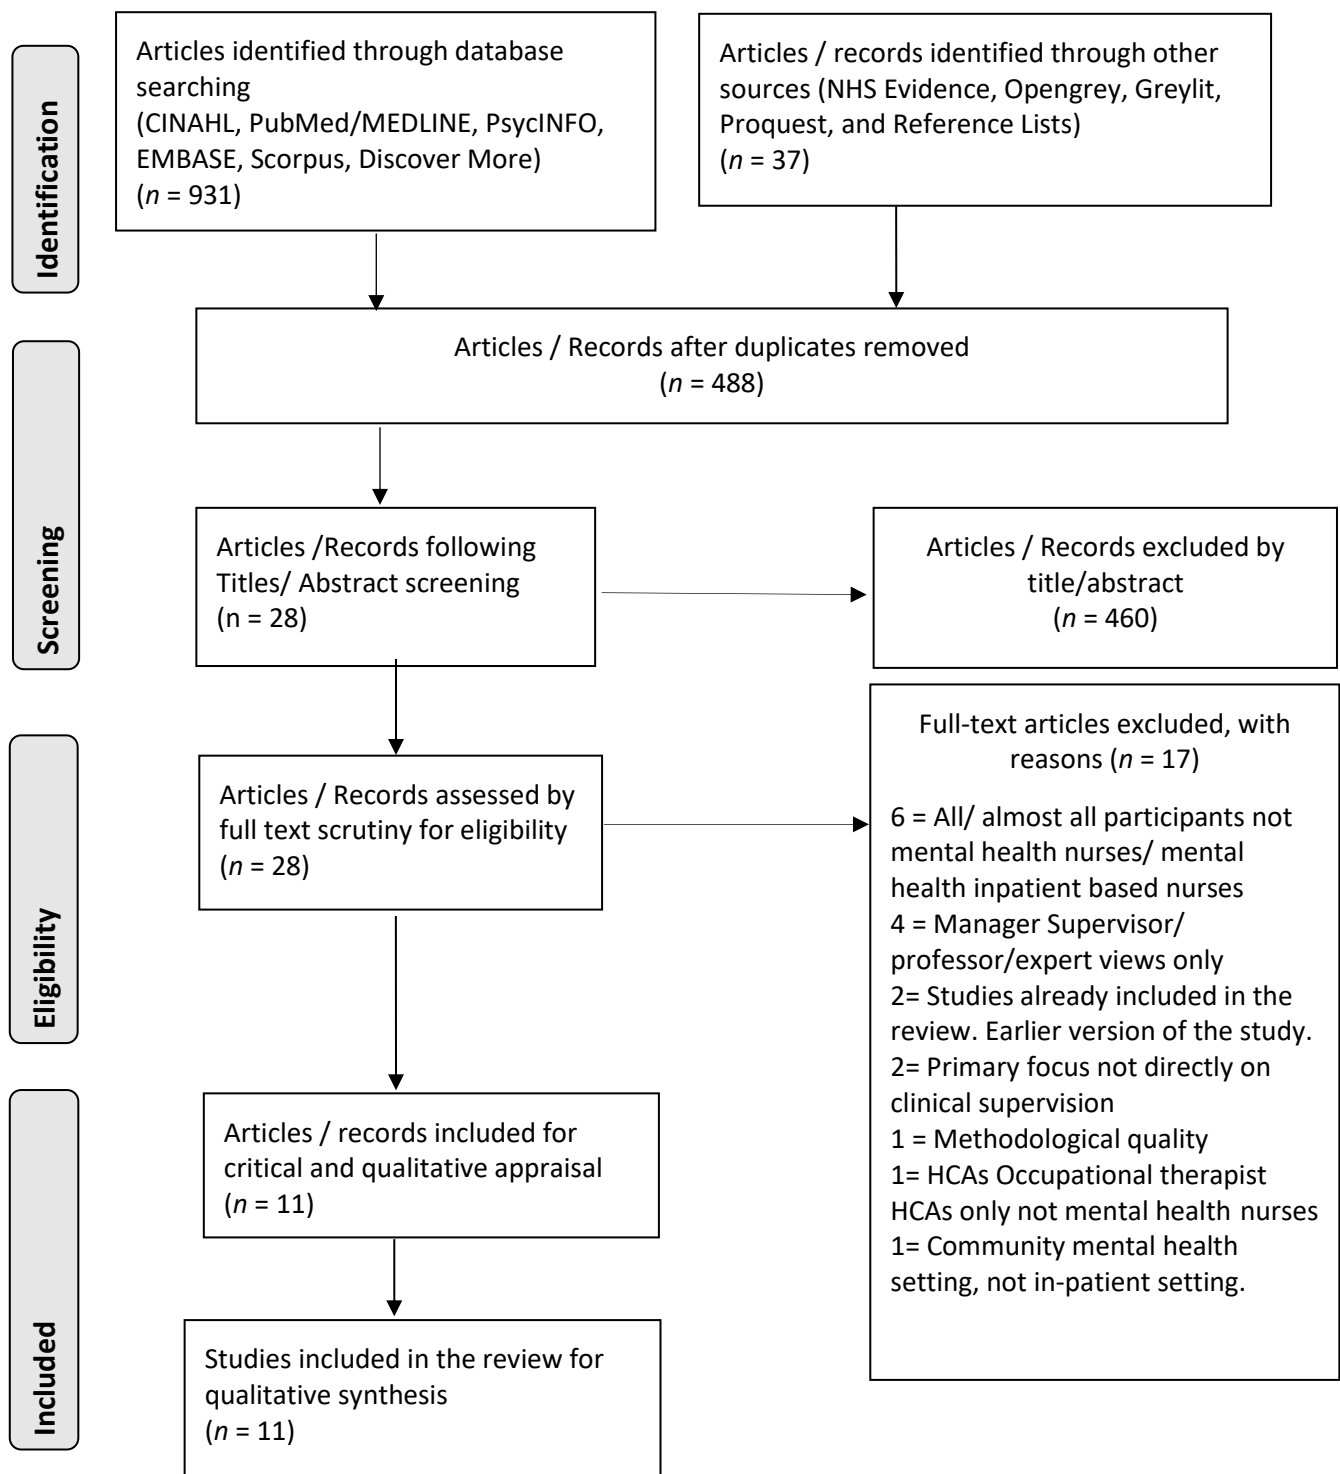 Identification
Articles identified through database
searching
(CINAHL, PubMed/MEDLINE, PsycINFO,
EMBASE, Scorpus, Discover More)
(n = 931)
Articles / records identified through other
sources (NHS Evidence, Opengrey, Greylit,
Proquest, and Reference Lists)
(n = 37)
Articles / Records after duplicates removed
(n = 488)
Screening
Articles /Records following
Titles/ Abstract screening
(n = 28)
Articles / Records excluded by
title/abstract
(n = 460)
Eligibility
Articles / Records assessed by
full text scrutiny for eligibility
(n = 28)
Full-text articles excluded, with
reasons (n = 17)
6 = All/ almost all participants not
mental health nurses/ mental
health inpatient based nurses
4 = Manager Supervisor/
professor/expert views only
2= Studies already included in the
review. Earlier version of the study.
2= Primary focus not directly on
clinical supervision
1 = Methodological quality
1= HCAs Occupational therapist
HCAs only not mental health nurses
1= Community mental health
setting, not in-patient setting.
Included
Articles / records included for
critical and qualitative appraisal
(n = 11)
Studies included in the review for
qualitative synthesis
(n = 11)